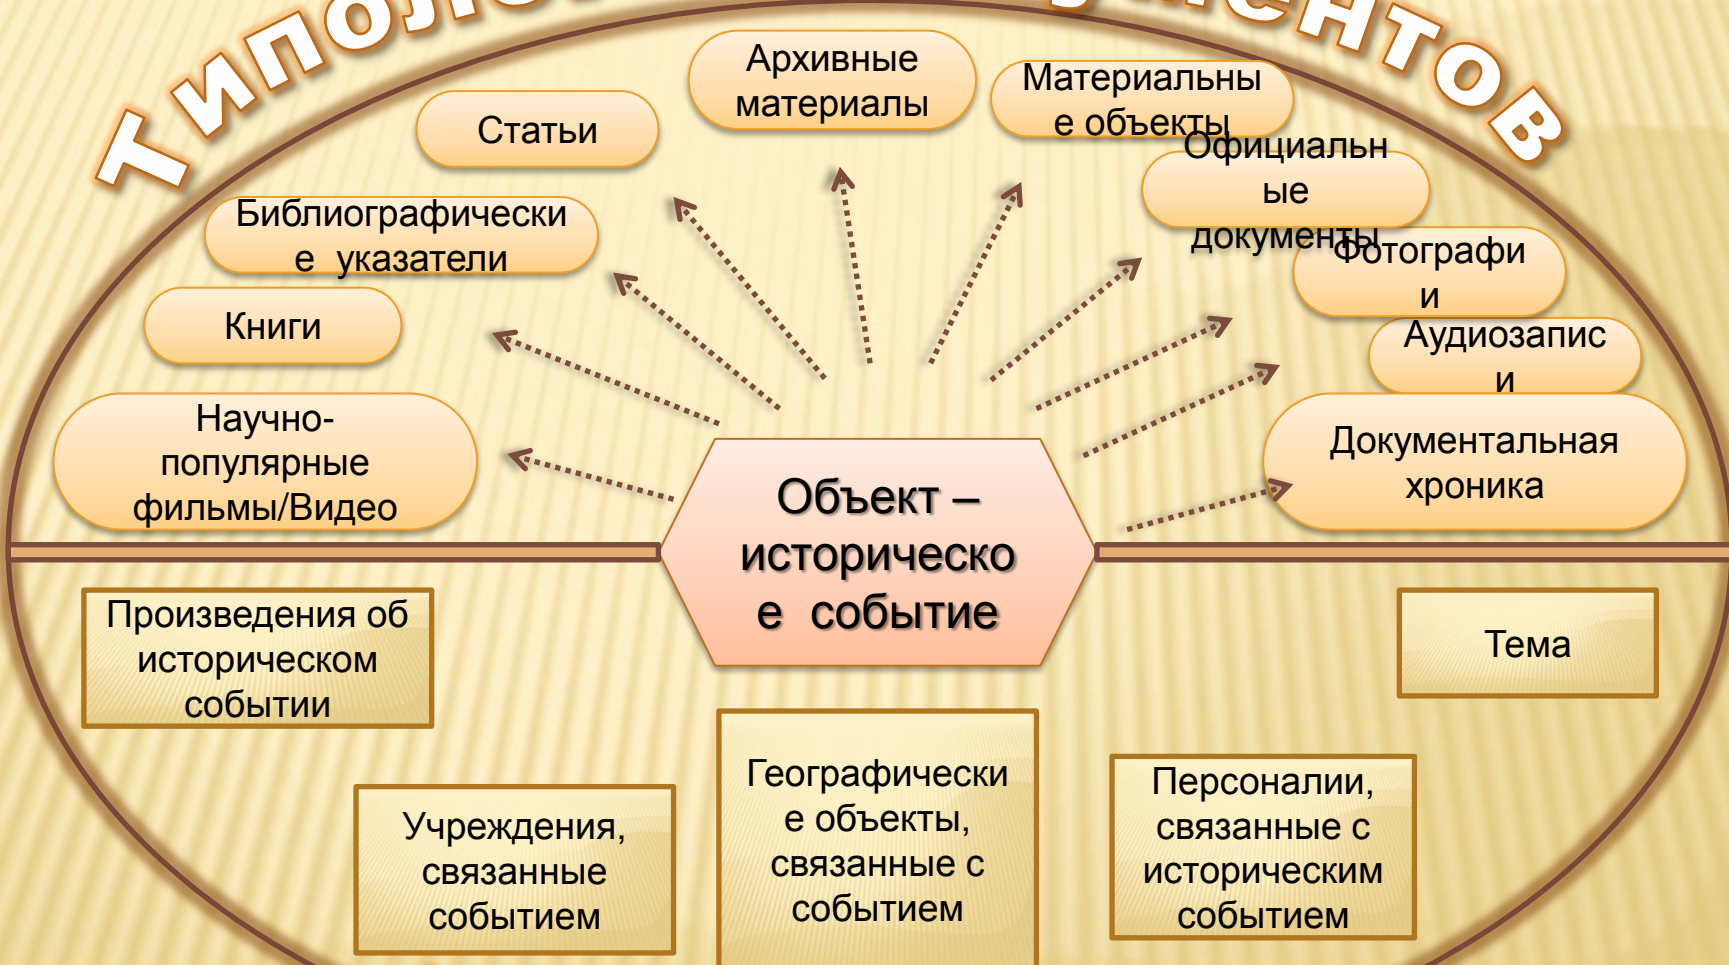 Архивные
материалы
Материальны
е объекты
Статьи
Официальн
ые
документы
Библиографически
е указатели
Фотографи
и
Книги
Аудиозапис
и
Научно-
популярные
фильмы/Видео
Документальная
хроника
Объект –
историческо
е событие
Произведения об
историческом
событии
Тема
Учреждения,
связанные
событием
Географически
е объекты,
связанные с
событием
Персоналии,
связанные с
историческим
событием